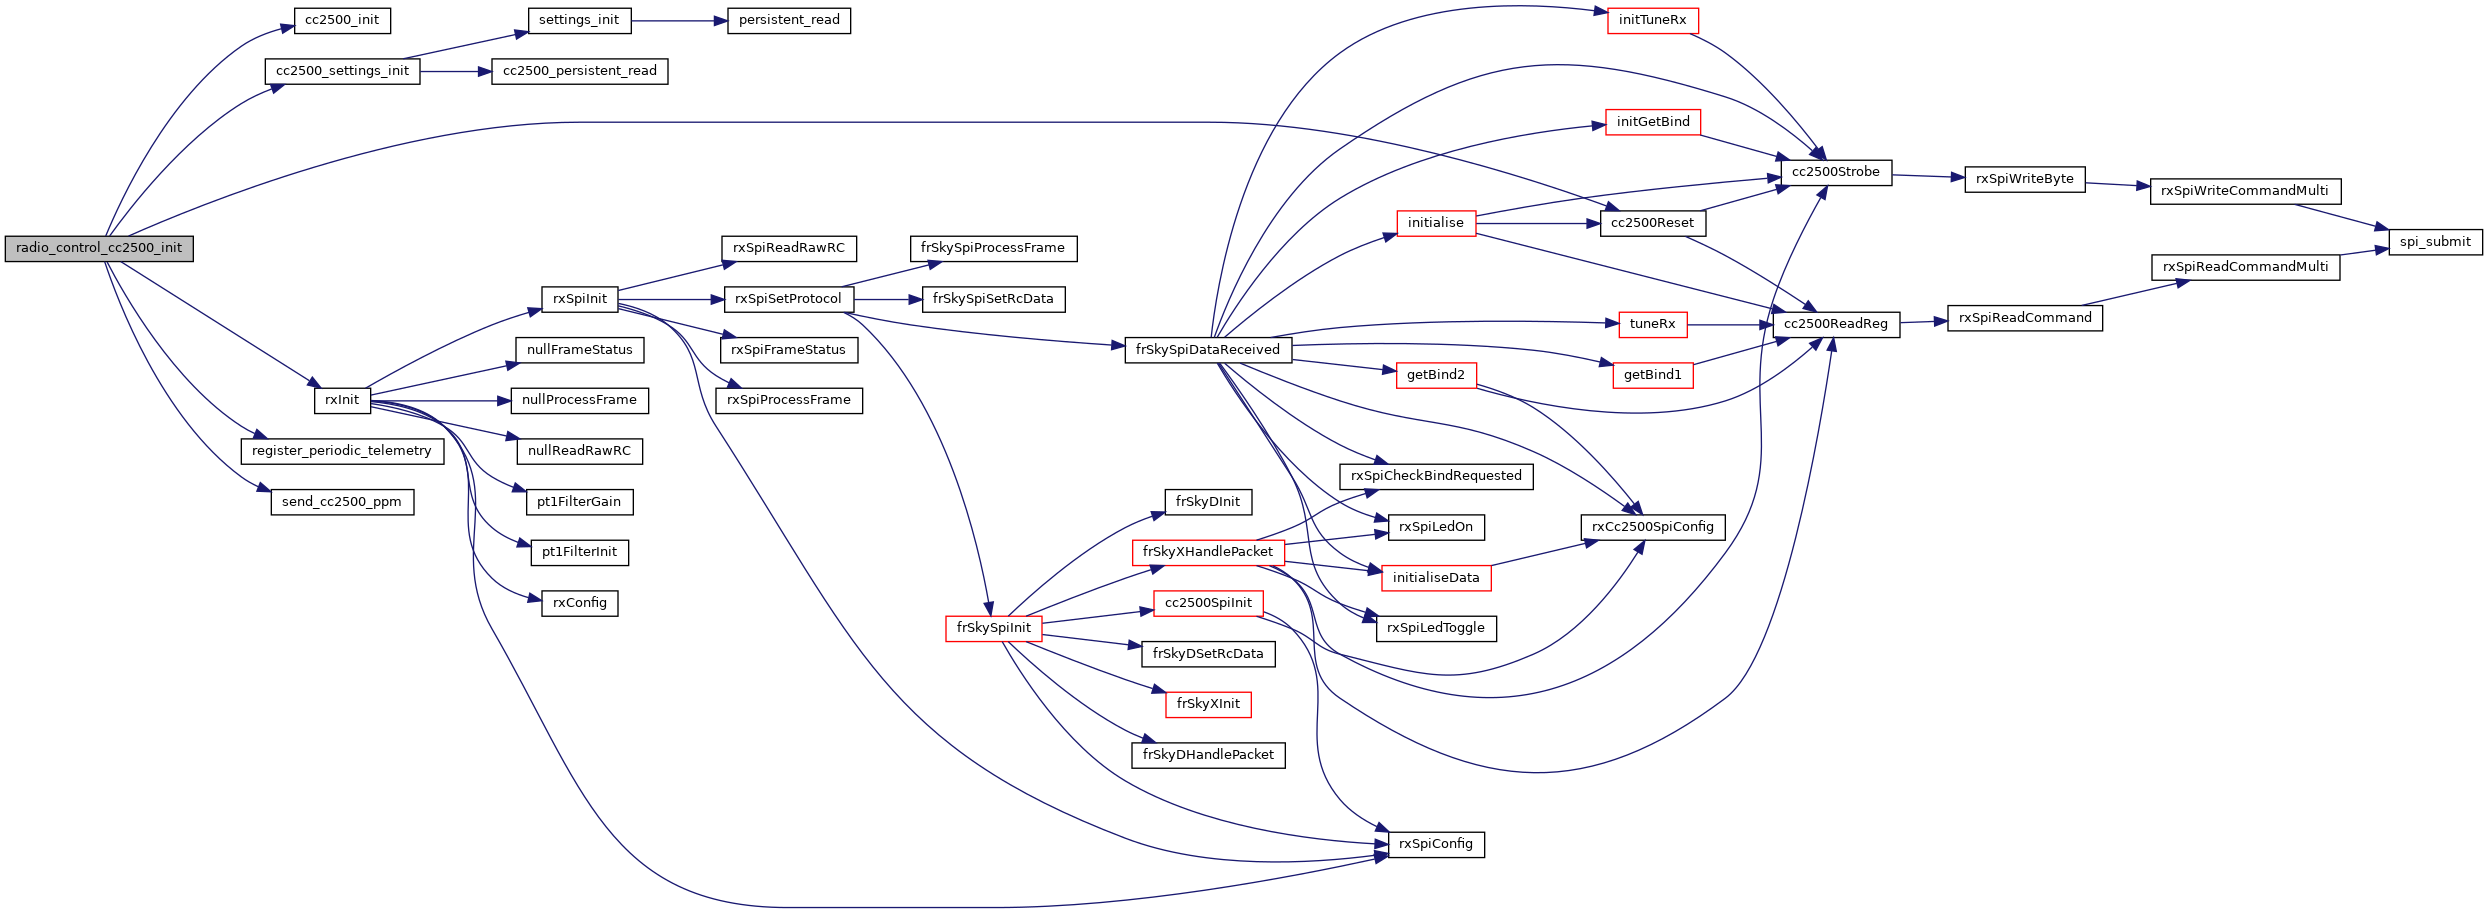 radio_control_cc2500_init
cc2500_init
cc2500_settings_init
settings_init
persistent_read
cc2500_persistent_read
rxInit
register_periodic_telemetry
send_cc2500_ppm
rxSpiInit
nullFrameStatus
nullProcessFrame
nullReadRawRC
pt1FilterGain
pt1FilterInit
rxConfig
rxSpiReadRawRC
rxSpiSetProtocol
rxSpiFrameStatus
rxSpiProcessFrame
frSkySpiProcessFrame
frSkySpiSetRcData
frSkySpiDataReceived
frSkySpiInit
frSkyDInit
frSkyXHandlePacket
cc2500SpiInit
frSkyDSetRcData
frSkyXInit
frSkyDHandlePacket
initialise
getBind2
rxSpiCheckBindRequested
rxSpiLedOn
initialiseData
rxSpiLedToggle
rxSpiConfig
initTuneRx
initGetBind
cc2500Reset
tuneRx
getBind1
rxCc2500SpiConfig
cc2500Strobe
cc2500ReadReg
rxSpiWriteByte
rxSpiReadCommand
rxSpiWriteCommandMulti
rxSpiReadCommandMulti
spi_submit